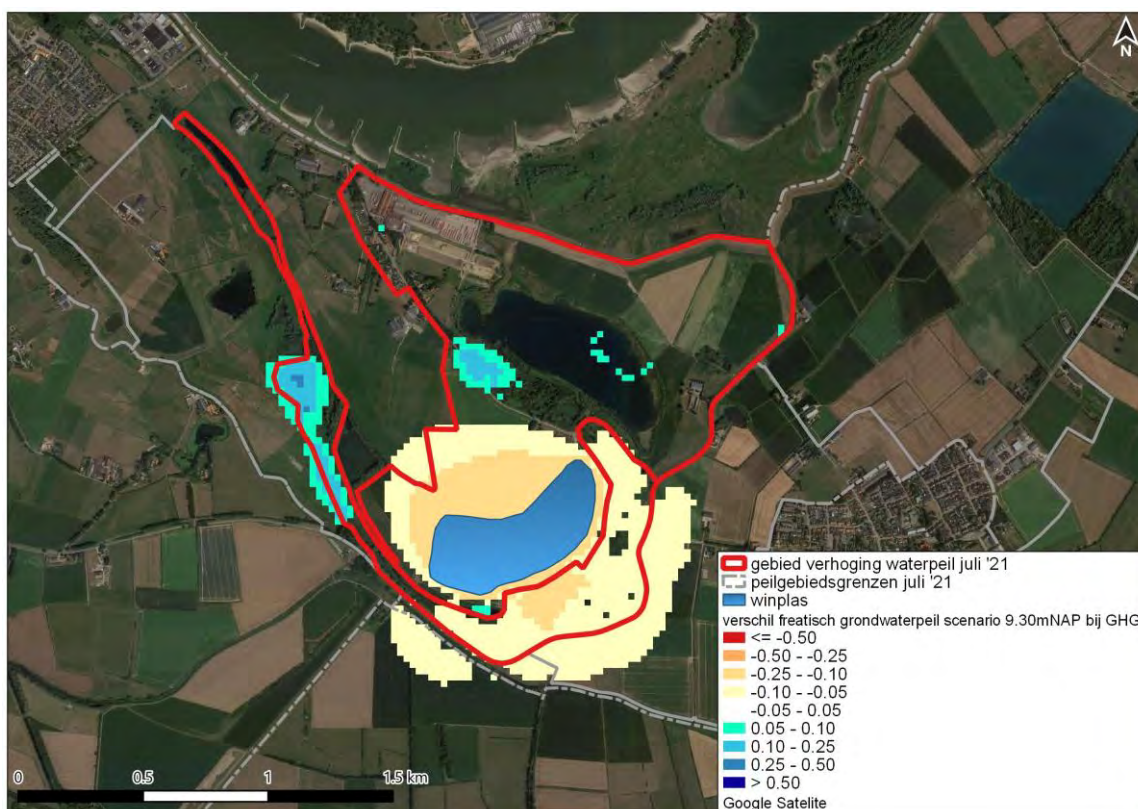 N
gebied verhoging waterpeil juli '21
peilgebiedsgrenzen juli '21
winplas
verschil freatisch grondwaterpeil scenario 9.30mNAP bij GHG
<= -0.50
-0.50 - -0.25
-0.25 - -0.10
-0.10 - -0.05
-0.05 - 0.05
0.05 - 0.10
0.10 - 0.25
0.25 - 0.50
> 0.50
Google Satelite
0 0.5 1 1.5 km